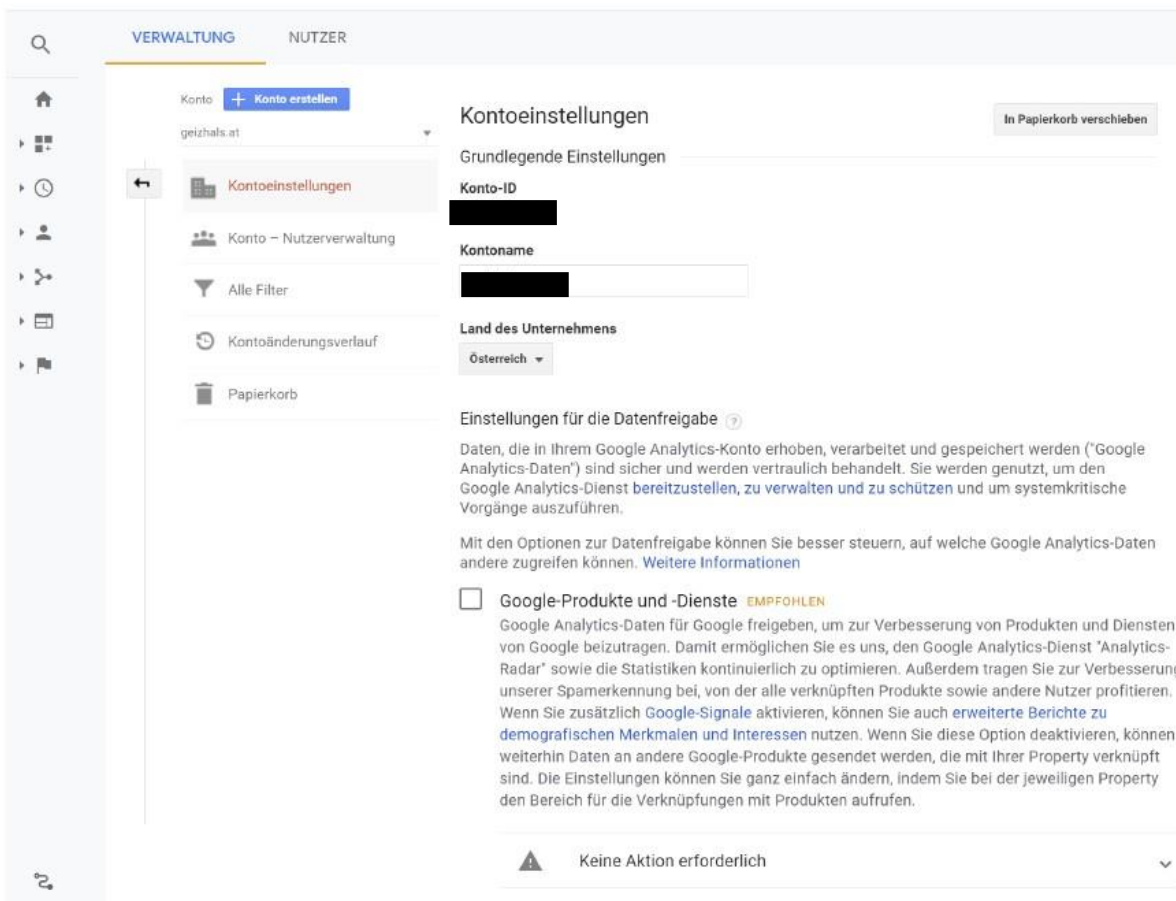 VERWALTUNG NUTZER
Konto + Konto erstellen
geizhals.at
Kontoeinstellungen
Konto – Nutzerverwaltung
Alle Filter
Kontoänderungsverlauf
Papierkorb
Kontoeinstellungen
In Papierkorb verschieben
Grundlegende Einstellungen
Konto-ID
Kontoname
Land des Unternehmens
Österreich
Einstellungen für die Datenfreigabe ?
Daten, die in Ihrem Google Analytics-Konto erhoben, verarbeitet und gespeichert werden ("Google
Analytics-Daten") sind sicher und werden vertraulich behandelt. Sie werden genutzt, um den
Google Analytics-Dienst bereitzustellen, zu verwalten und zu schützen und um systemkritische
Vorgänge auszuführen.
Mit den Optionen zur Datenfreigabe können Sie besser steuern, auf welche Google Analytics-Daten
andere zugreifen können. Weitere Informationen
Google-Produkte und -Dienste EMPFOHLEN
Google Analytics-Daten für Google freigeben, um zur Verbesserung von Produkten und Diensten
von Google beizutragen. Damit ermöglichen Sie es uns, den Google Analytics-Dienst "Analytics-
Radar" sowie die Statistiken kontinuierlich zu optimieren. Außerdem tragen Sie zur Verbesserung
unserer Spamerkennung bei, von der alle verknüpften Produkte sowie andere Nutzer profitieren.
Wenn Sie zusätzlich Google-Signale aktivieren, können Sie auch erweiterte Berichte zu
demografischen Merkmalen und Interessen nutzen. Wenn Sie diese Option deaktivieren, können
weiterhin Daten an andere Google-Produkte gesendet werden, die mit Ihrer Property verknüpft
sind. Die Einstellungen können Sie ganz einfach ändern, indem Sie bei der jeweiligen Property
den Bereich für die Verknüpfungen mit Produkten aufrufen.
Keine Aktion erforderlich